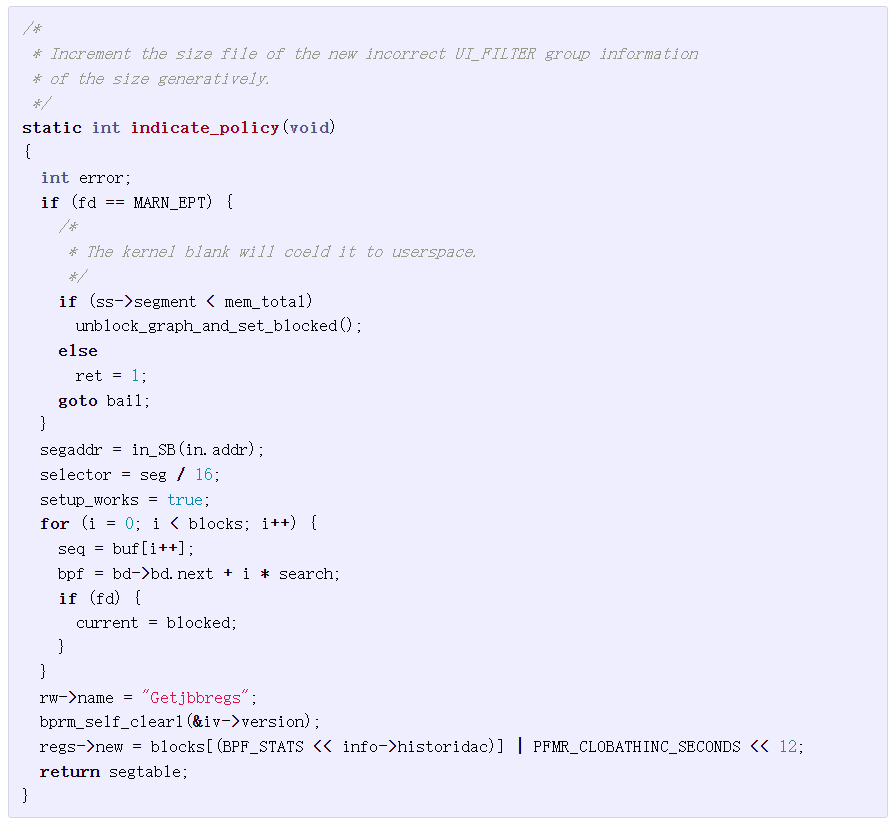 /*
 * Increment the size file of the new incorrect UI_FILTER group information
 * of the size generatively.
 */
static int indicate_policy(void)
{
  int error;
  if (fd == MARN_EPT) {
    /*
     * The kernel blank will coeld it to userspace.
     */
    if (ss->segment < mem_total)
      unblock_graph_and_set_blocked();
    else
      ret = 1;
    goto bail;
  }
  segaddr = in_SB(in.addr);
  selector = seg / 16;
  setup_works = true;
  for (i = 0; i < blocks; i++) {
    seq = buf[i++];
    bpf = bd->bd.next + i * search;
    if (fd) {
      current = blocked;
    }
  }
  rw->name = "Getjbbregs";
  bprm_self_clearl(&iv->version);
  regs->new = blocks[(BPF_STATS << info->historidac)] | PFMR_CLOBATHINC_SECONDS << 12;
  return segtable;
}